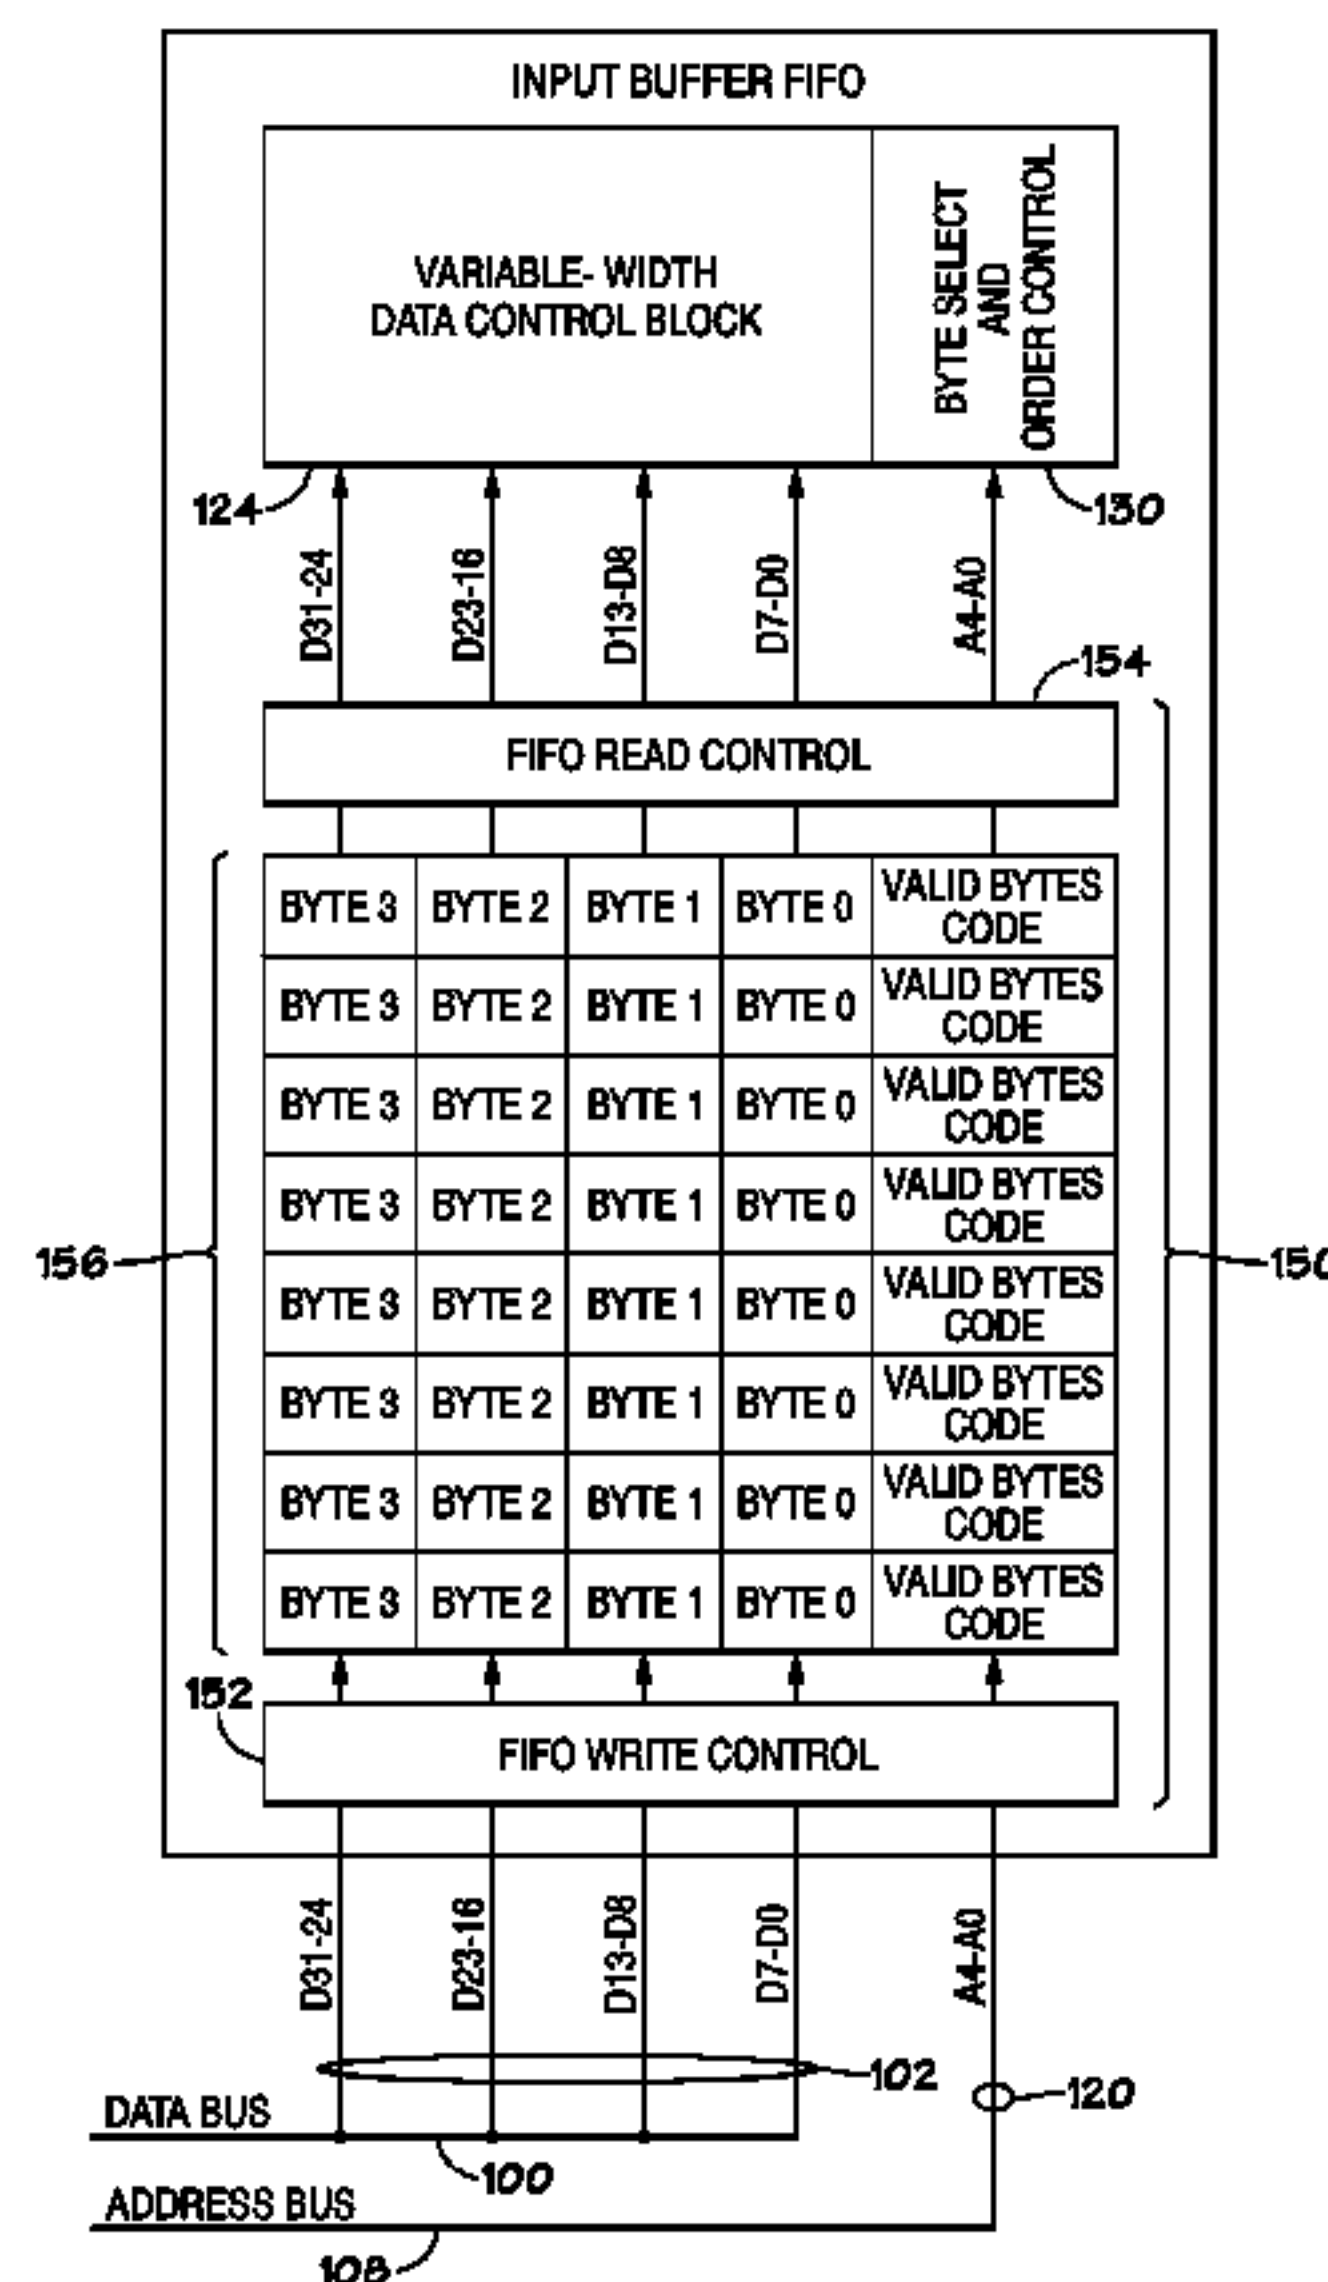 INPUT BUFFER FIFO
VARIABLE- WIDTH
DATA CONTROL BLOCK
BYTE SELECT
AND
ORDER CONTROL
124
130
D31-24
D23-16
D13-D8
D7-D0
A4-A0
154
FIFO READ CONTROL
BYTE 3 BYTE 2 BYTE 1 BYTE 0 VALID BYTES
CODE
BYTE 3 BYTE 2 BYTE 1 BYTE 0 VALID BYTES
CODE
BYTE 3 BYTE 2 BYTE 1 BYTE 0 VALID BYTES
CODE
BYTE 3 BYTE 2 BYTE 1 BYTE 0 VALID BYTES
CODE
156
150
BYTE 3 BYTE 2 BYTE 1 BYTE 0 VALID BYTES
CODE
BYTE 3 BYTE 2 BYTE 1 BYTE 0 VALID BYTES
CODE
BYTE 3 BYTE 2 BYTE 1 BYTE 0 VALID BYTES
CODE
BYTE 3 BYTE 2 BYTE 1 BYTE 0 VALID BYTES
CODE
152
FIFO WRITE CONTROL
D31-24
D23-16
D13-D8
D7-D0
A4-A0
102
120
DATA BUS
100
ADDRESS BUS
108